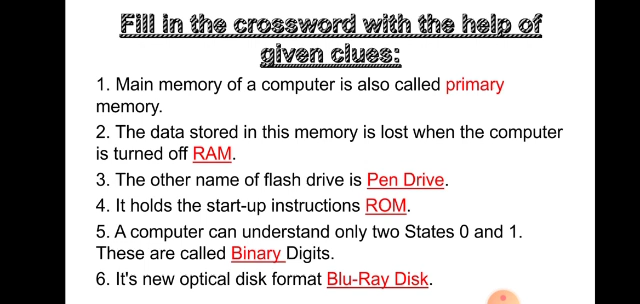 Fill in the crossword with the help of
given clues:
1. Main memory of a computer is also called primary
memory.
2. The data stored in this memory is lost when the computer
is turned off RAM.
3. The other name of flash drive is Pen Drive.
4. It holds the start-up instructions ROM.
5. A computer can understand only two States 0 and 1.
These are called Binary Digits.
6. It's new optical disk format Blu-Ray Disk.